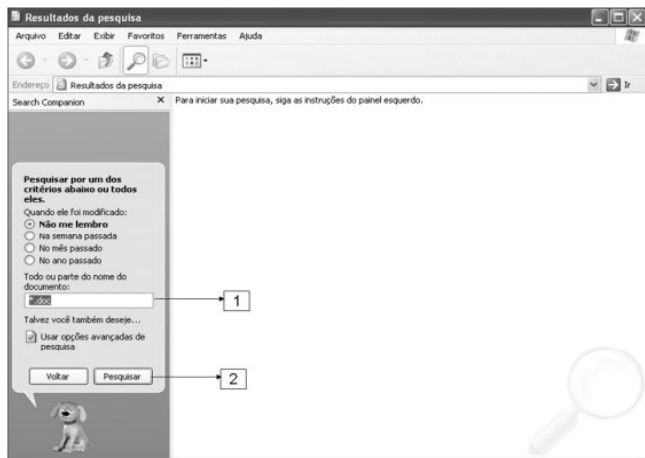 Resultados da pesquisa
Arquivo Editar Exibir Favoritos Ferramentas Ajuda
Endereço Resultados da pesquisa Ir
Search Companion
Para iniciar sua pesquisa, siga as instruções do painel esquerdo.
Pesquisar por um dos
critérios abaixo ou todos
eles.
Quando ele foi modificado:
Não me lembro
Na semana passada
No mês passado
No ano passado
Todo ou parte do nome do
documento:
*.doc
1
Talvez você também deseje...
Usar opções avançadas de
pesquisa
Voltar Pesquisar
2